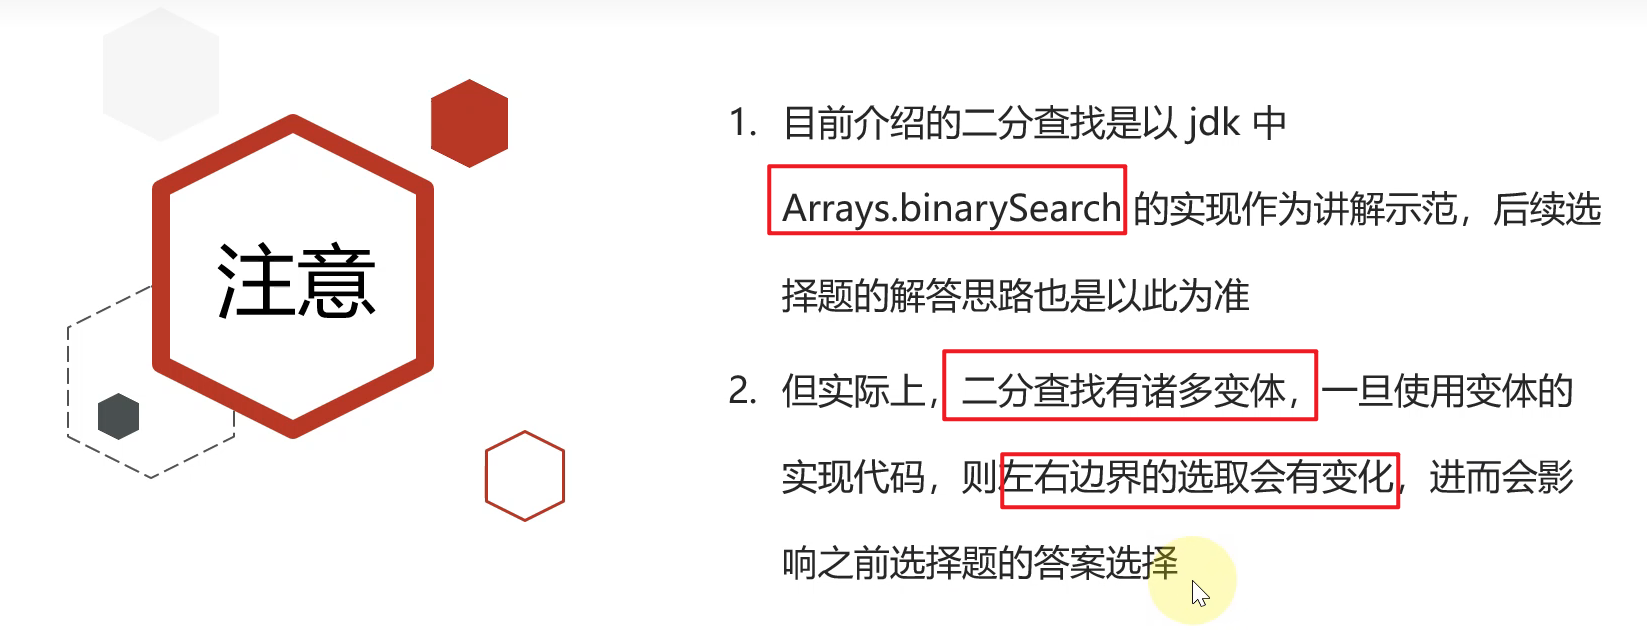 注意
1. 目前介绍的二分查找是以 jdk 中
Arrays.binarySearch 的实现作为讲解示范，后续选
择题的解答思路也是以此为准
2. 但实际上，二分查找有诸多变体，一旦使用变体的
实现代码，则左右边界的选取会有变化，进而会影
响之前选择题的答案选择